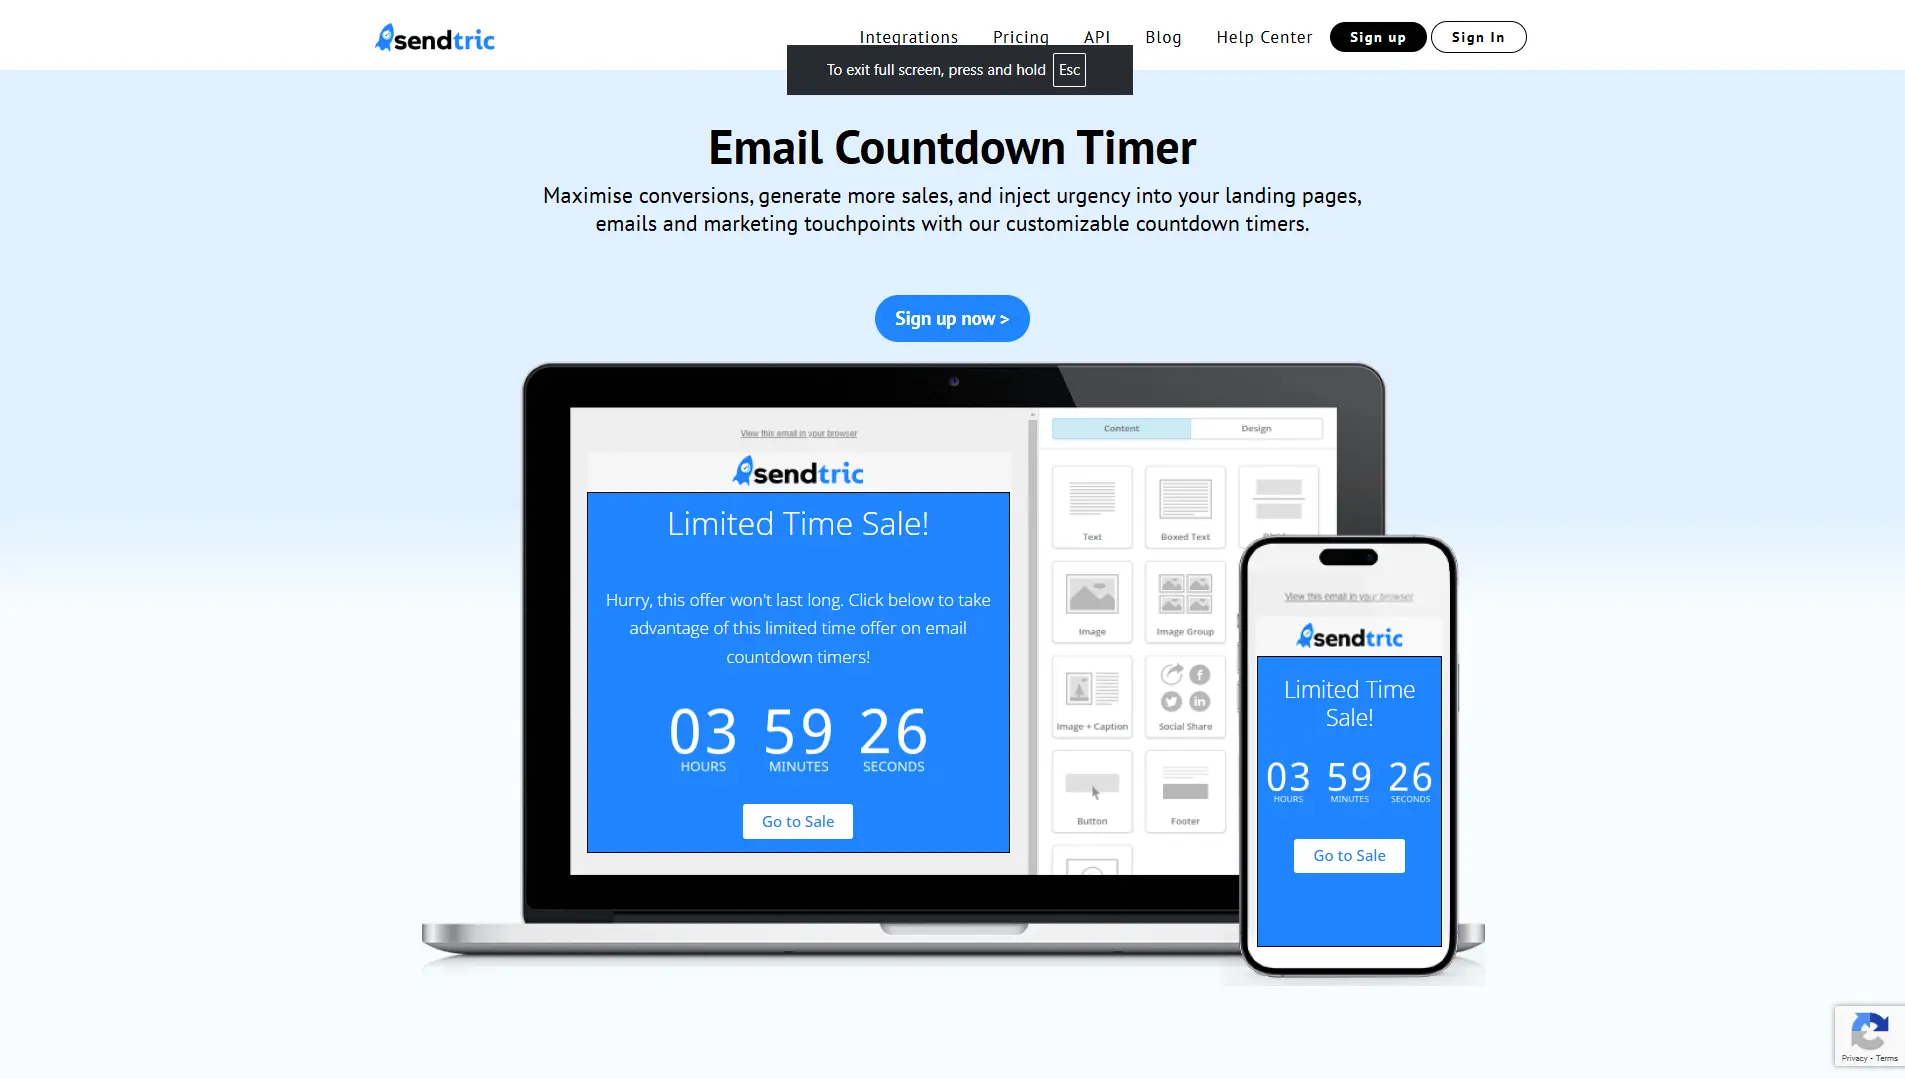 sendtric
Integrations Pricing API Blog Help Center Sign up Sign In
To exit full screen, press and hold Esc
Email Countdown Timer
Maximise conversions, generate more sales, and inject urgency into your landing pages,
emails and marketing touchpoints with our customizable countdown timers.
Sign up now >
View this email in your browser
sendtric
Limited Time Sale!
Hurry, this offer won't last long. Click below to take
advantage of this limited time offer on email
countdown timers!
03 59 26
HOURS MINUTES SECONDS
Go to Sale
Content Design
Text Boxed Text
Image Image Group
Image + Caption Social Share
Button Footer
View this email in your browser
sendtric
Limited Time
Sale!
03 59 26
HOURS MINUTES SECONDS
Go to Sale
Privacy - Terms